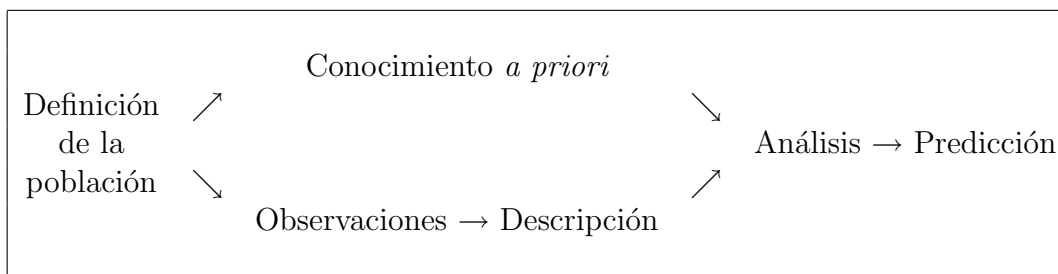 Conocimiento a priori
Definición
de la
población
↗
↘
↘
↗
Análisis → Predicción
Observaciones → Descripción